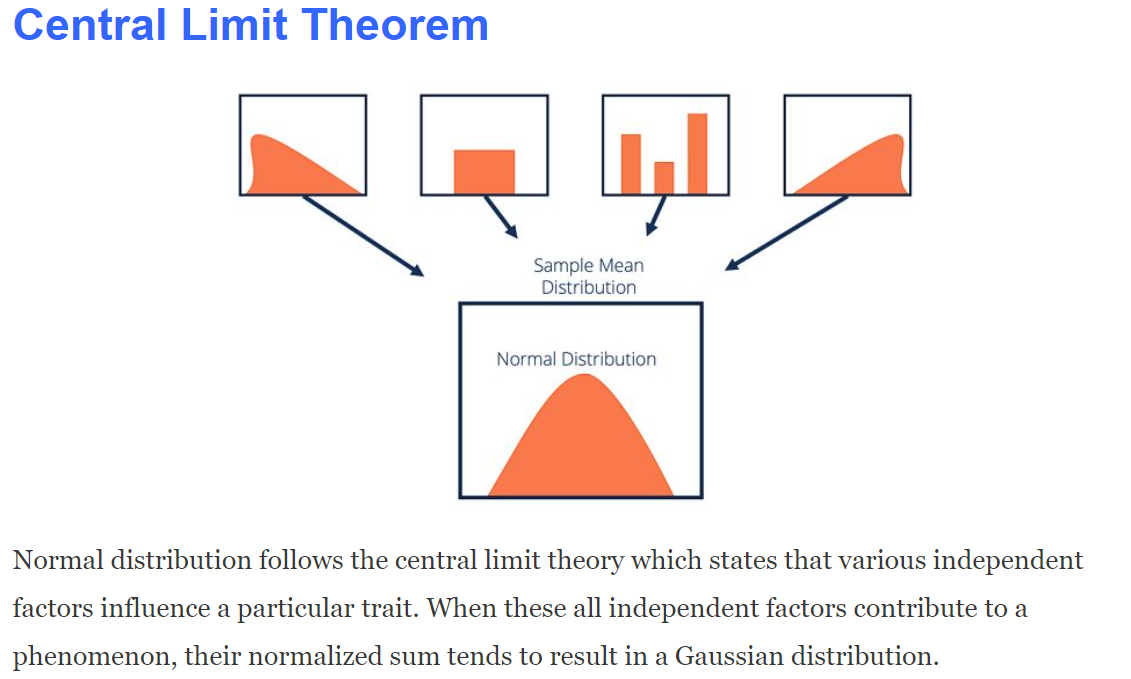 Central Limit Theorem
Sample Mean
Distribution
Normal Distribution
Normal distribution follows the central limit theory which states that various independent
factors influence a particular trait. When these all independent factors contribute to a
phenomenon, their normalized sum tends to result in a Gaussian distribution.